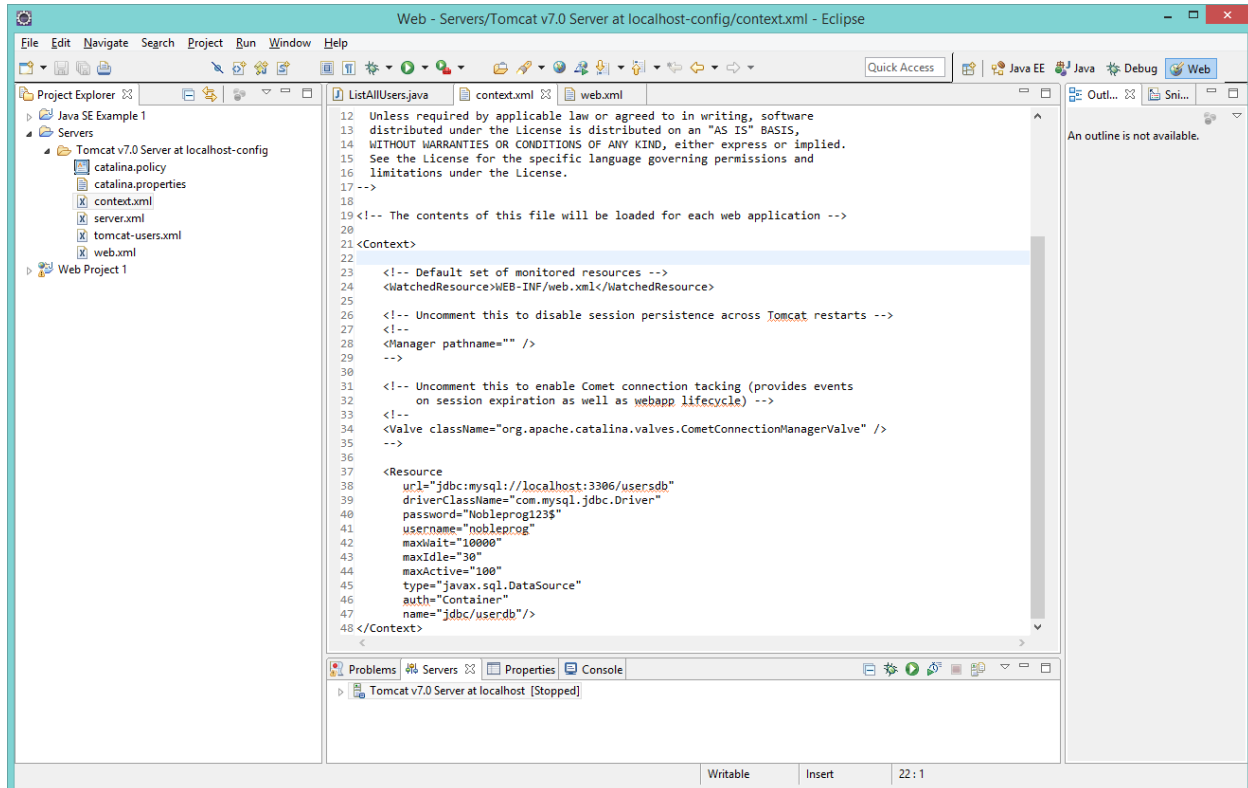 Web - Servers/Tomcat v7.0 Server at localhost-config/context.xml - Eclipse
File Edit Navigate Search Project Run Window Help
Quick Access Java EE Java Debug Web
Project Explorer
Java SE Example 1
Servers
Tomcat v7.0 Server at localhost-config
catalina.policy
catalina.properties
context.xml
server.xml
tomcat-users.xml
web.xml
Web Project 1
ListAllUsers.java context.xml web.xml
12 Unless required by applicable law or agreed to in writing, software
13 distributed under the License is distributed on an "AS IS" BASIS,
14 WITHOUT WARRANTIES OR CONDITIONS OF ANY KIND, either express or implied.
15 See the License for the specific language governing permissions and
16 limitations under the License.
17 -->
18
19 <!-- The contents of this file will be loaded for each web application -->
20
21 <Context>
22
23 <!-- Default set of monitored resources -->
24 <WatchedResource>WEB-INF/web.xml</WatchedResource>
25
26 <!-- Uncomment this to disable session persistence across Tomcat restarts -->
27 <!--
28 <Manager pathname="" />
29 -->
30
31 <!-- Uncomment this to enable Comet connection tacking (provides events
32 on session expiration as well as webapp lifecycle) -->
33 <!--
34 <Valve className="org.apache.catalina.valves.CometConnectionManagerValve" />
35 -->
36
37 <Resource
38 url="jdbc:mysql://localhost:3306/usersdb"
39 driverClassName="com.mysql.jdbc.Driver"
40 password="Nobleprog123$"
41 username="nobleprog"
42 maxWait="10000"
43 maxIdle="30"
44 maxActive="100"
45 type="javax.sql.DataSource"
46 auth="Container"
47 name="jdbc/userdb"/>
48 </Context>
Outl... Sni...
An outline is not available.
Problems Servers Properties Console
Tomcat v7.0 Server at localhost [Stopped]
Writable Insert 22 : 1